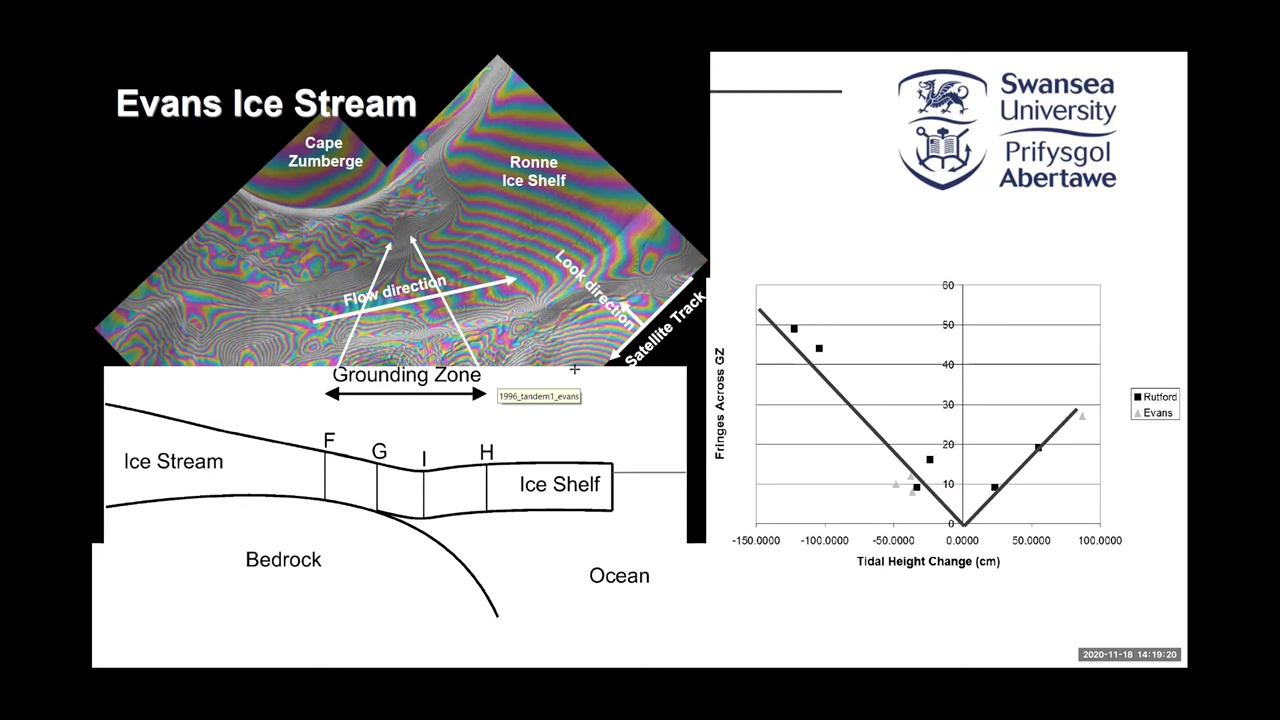 Evans Ice Stream
Cape
Zumberge
Ronne
Ice Shelf
Flow direction
Look direction
Satellite Track
Swansea
University
Prifysgol
Abertawe
Grounding Zone
1996_tandem1_evans
F
G
I
H
Ice Stream
Ice Shelf
Bedrock
Ocean
Fringes Across GZ
60
50
40
30
20
10
0
-150.0000
-100.0000
-50.0000
0.0000
50.0000
100.0000
Tidal Height Change (cm)
Rutford
Evans
2020-11-18 14:19:20